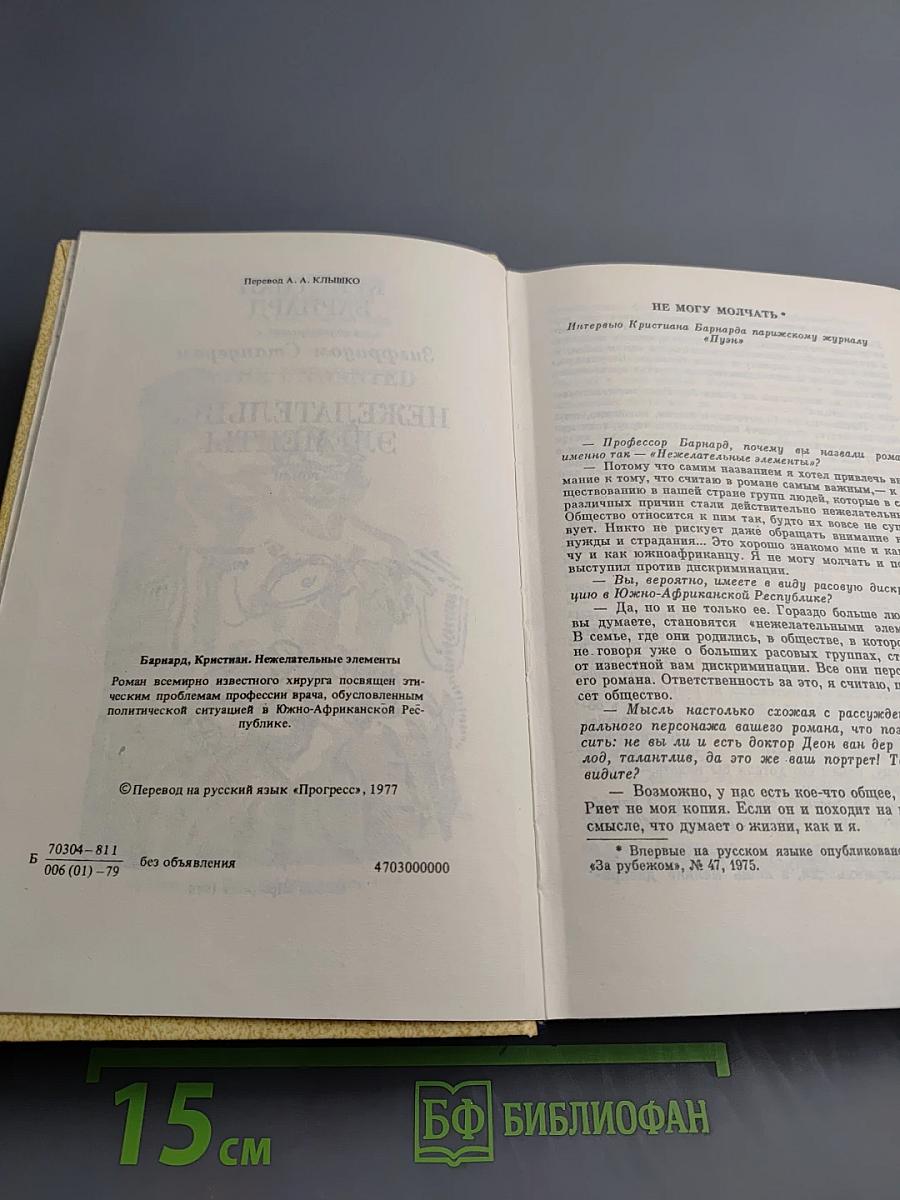 Перевод А. А. КЛЫШКО
Барнард, Кристиан. Нежелательные элементы
Роман всемирно известного хирурга посвящен эти-
ческим проблемам профессии врача, обусловленным
политической ситуацией в Южно-Африканской Рес-
публике.
© Перевод на русский язык «Прогресс», 1977
Б 70304–811
006 (01)–79 без объявления 4703000000
НЕ МОГУ МОЛЧАТЬ *
Интервью Кристиана Барнарда парижскому журналу
«Пуэн»
— Профессор Барнард, почему вы назвали рома
именно так — «Нежелательные элементы»?
— Потому что самим названием я хотел привлечь вн
мание к тому, что считаю в романе самым важным,— к
ществованию в нашей стране групп людей, которые в с
различных причин стали действительно нежелательны
Общество относится к ним так, будто их вовсе не сущ
вует. Никто не рискует даже обращать внимание н
нужды и страдания... Это хорошо знакомо мне и как
чу и как южноафриканцу. Я не могу молчать и по
выступил против дискриминации.
— Вы, вероятно, имеете в виду расовую дискр
цию в Южно-Африканской Республике?
— Да, но и не только ее. Гораздо больше лю
вы думаете, становятся «нежелательными элем
В семье, где они родились, в обществе, в которо
не говоря уже о больших расовых группах, ст
от известной вам дискриминации. Все они перс
его романа. Ответственность за это, я считаю, п
сет общество.
— Мысль настолько схожая с рассужде
рального персонажа вашего романа, что поз
сить: не вы ли и есть доктор Деон ван дер
лод, талантлив, да это же ваш портрет! Т
видите?
— Возможно, у нас есть кое-что общее,
Риет не моя копия. Если он и походит на
смысле, что думает о жизни, как и я.
* Впервые на русском языке опубликован
«За рубежом», № 47, 1975.
15 см
БФ БИБЛИОФАН